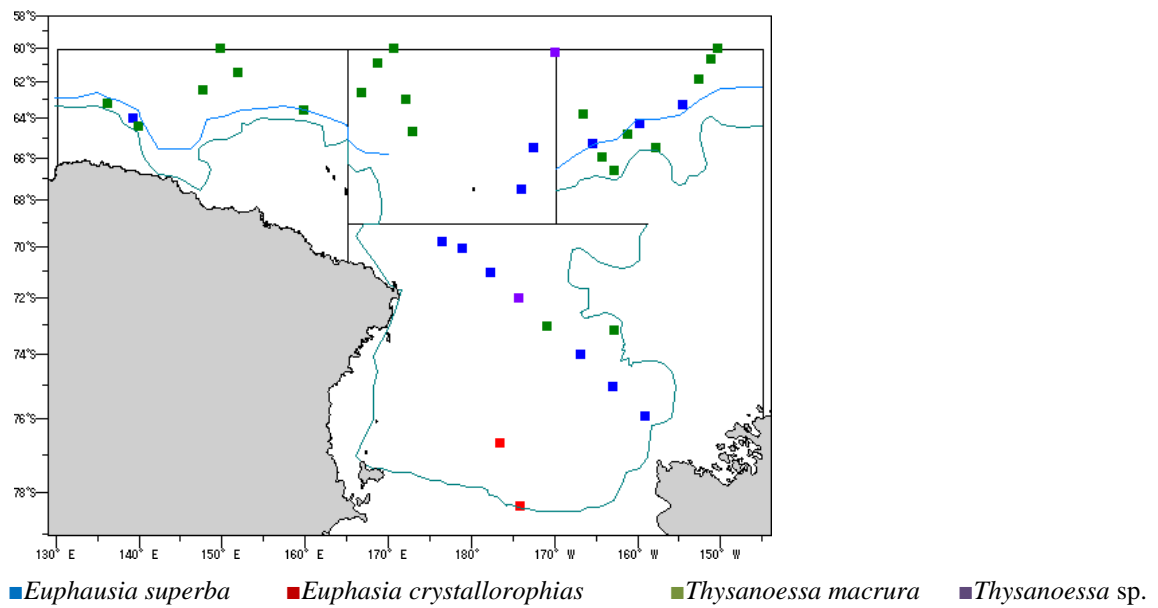 58°S
60°S
62°S
64°S
66°S
68°S
70°S
72°S
74°S
76°S
78°S
130° E 140° E 150° E 160° E 170° E 180° 170° W 160° W 150° W
Euphausia superba Euphasia crystallorophias Thysanoessa macrura Thysanoessa sp.